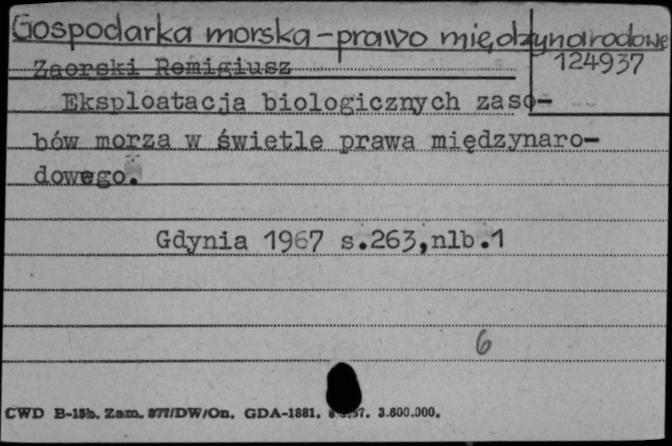 Gospodarka morska - prawo międzynarodowe
124937
Zaorski Remigiusz
Eksploatacja biologicznych zaso-
bów morza w świetle prawa międzynaro-
dowego.
Gdynia 1967 s.263,nlb.1
6
CWD B-15b. Zam. 877/DW/On. GDA-1881. 3.600.000.